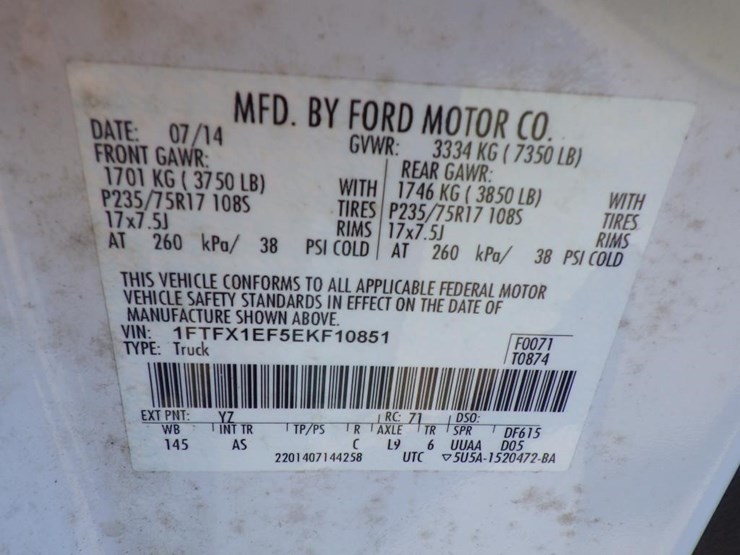 MFD. BY FORD MOTOR CO.
DATE: 07/14 GVWR: 3334 KG ( 7350 LB)
FRONT GAWR: REAR GAWR:
1701 KG ( 3750 LB) WITH 1746 KG ( 3850 LB) WITH
P235/75R17 108S TIRES P235/75R17 108S TIRES
17x7.5J RIMS 17x7.5J RIMS
AT 260 kPa/ 38 PSI COLD AT 260 kPa/ 38 PSI COLD
THIS VEHICLE CONFORMS TO ALL APPLICABLE FEDERAL MOTOR
VEHICLE SAFETY STANDARDS IN EFFECT ON THE DATE OF
MANUFACTURE SHOWN ABOVE.
VIN: 1FTFX1EF5EKF10851 F0071
TYPE: Truck T0874
EXT PNT: YZ RC: 71 DSO:
WB INT TR TP/PS R AXLE TR SPR DF615
145 AS C L9 6 UUAA D05
2201407144258 UTC ▽5U5A-1520472-BA